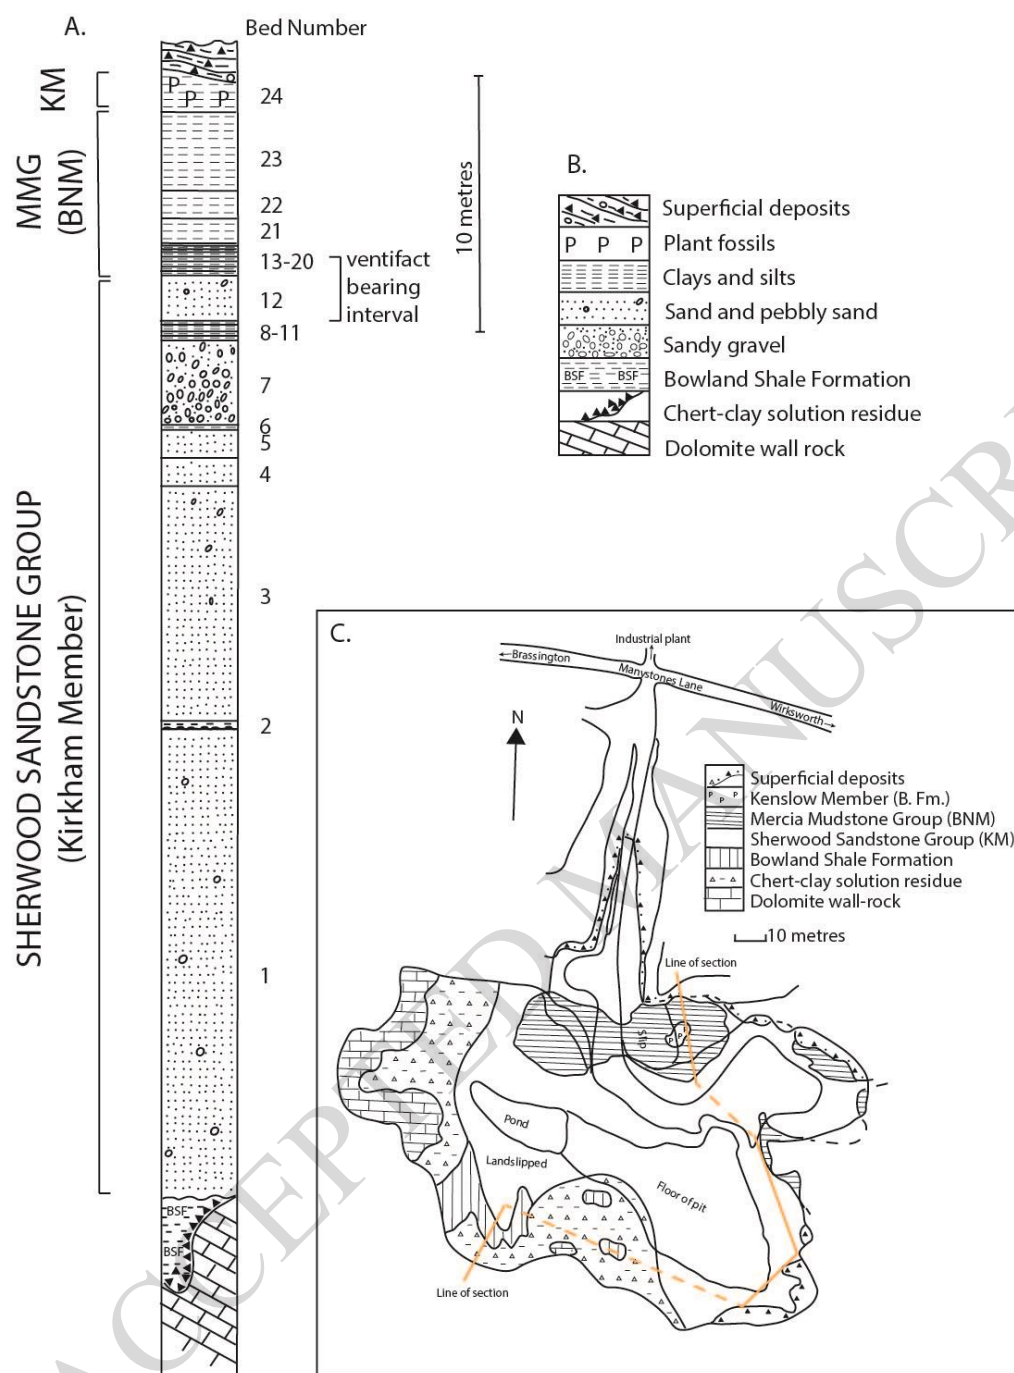 A.
Bed Number
KM
MMG
(BNM)
SHERWOOD SANDSTONE GROUP
(Kirkham Member)
P
P P
24
23
22
21
13-20
12
8-11
7
6
5
4
3
2
1
ventifact
bearing
interval
10 metres
BSF
BSF
B.
Superficial deposits
P P P
Plant fossils
Clays and silts
Sand and pebbly sand
Sandy gravel
BSF BSF
Bowland Shale Formation
Chert-clay solution residue
Dolomite wall rock
C.
Industrial plant
Brassington
Manystones Lane
Wirksworth
N
Superficial deposits
P P P
Kenslow Member (B. Fm.)
Mercia Mudstone Group (BNM)
Sherwood Sandstone Group (KM)
Bowland Shale Formation
Chert-clay solution residue
Dolomite wall-rock
10 metres
Line of section
Slip
P
P P
Pond
Landslipped
Floor of pit
Line of section
ACCEPTED MANUSCRI